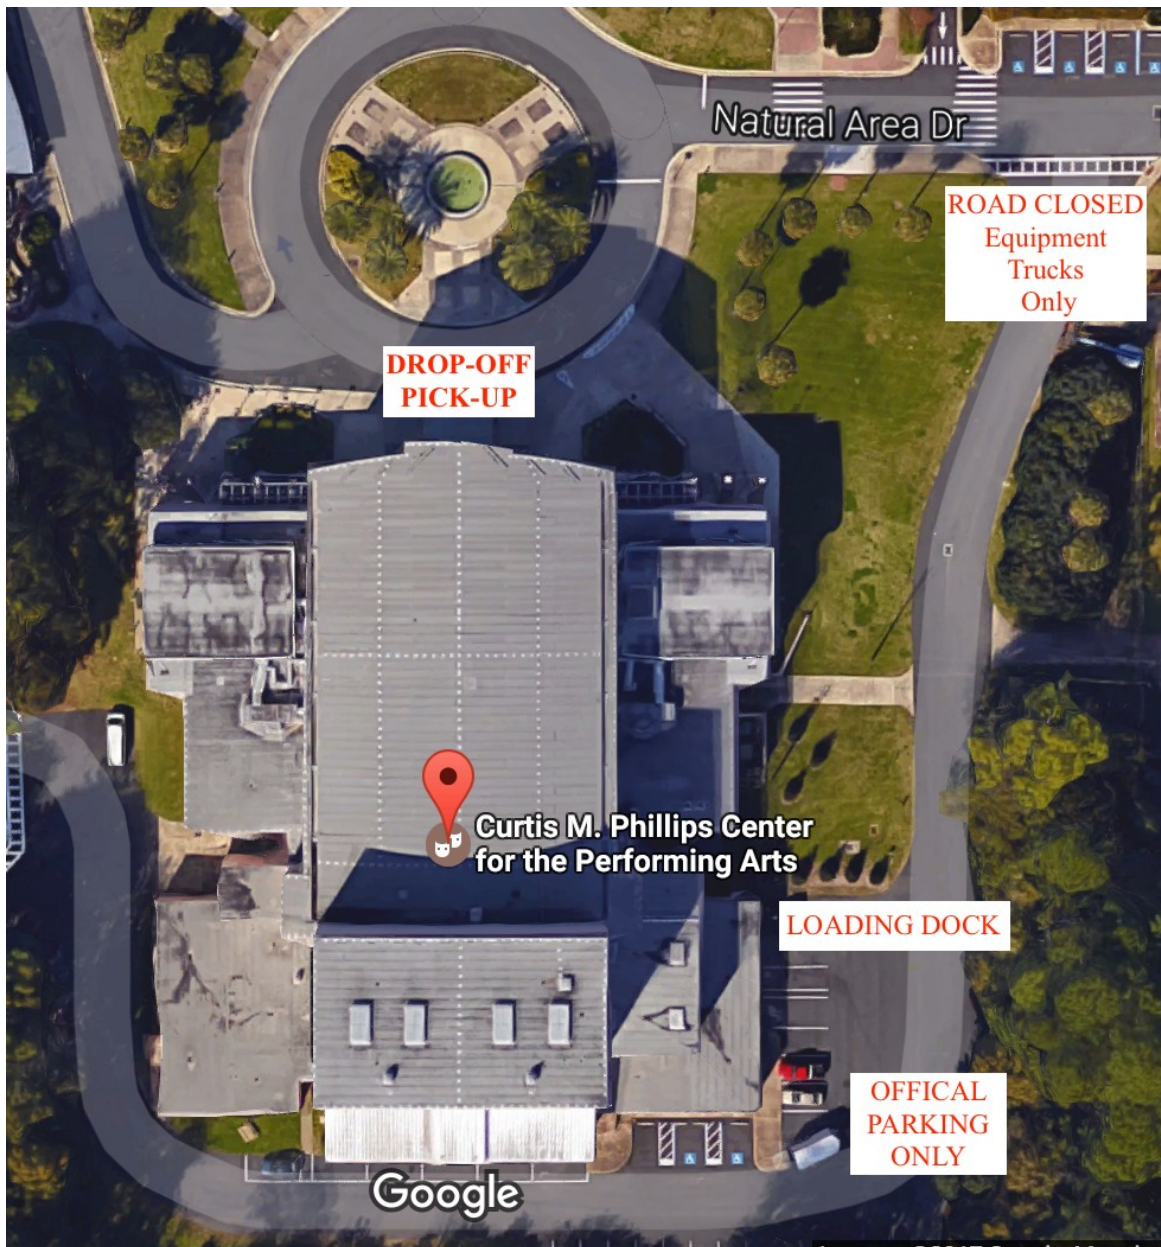 Natural Area Dr
ROAD CLOSED
Equipment
Trucks
Only
DROP-OFF
PICK-UP
Curtis M. Phillips Center
for the Performing Arts
LOADING DOCK
OFFICAL
PARKING
ONLY
Google